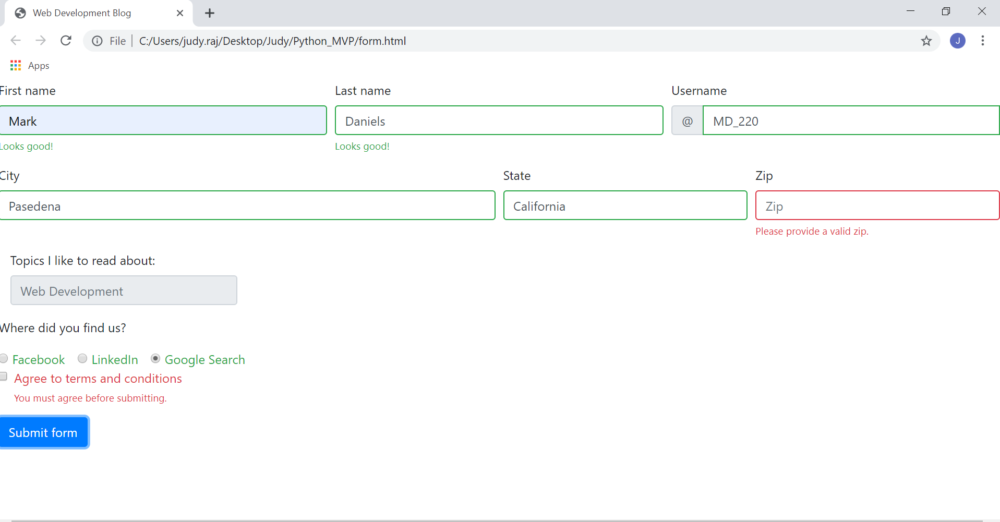 Web Development Blog
File C:/Users/judy.raj/Desktop/Judy/Python_MVP/form.html J
Apps
First name Last name Username
Mark Daniels @ MD_220
Looks good! Looks good!
City State Zip
Pasedena California Zip
Please provide a valid zip.
Topics I like to read about:
Web Development
Where did you find us?
Facebook LinkedIn Google Search
Agree to terms and conditions
You must agree before submitting.
Submit form